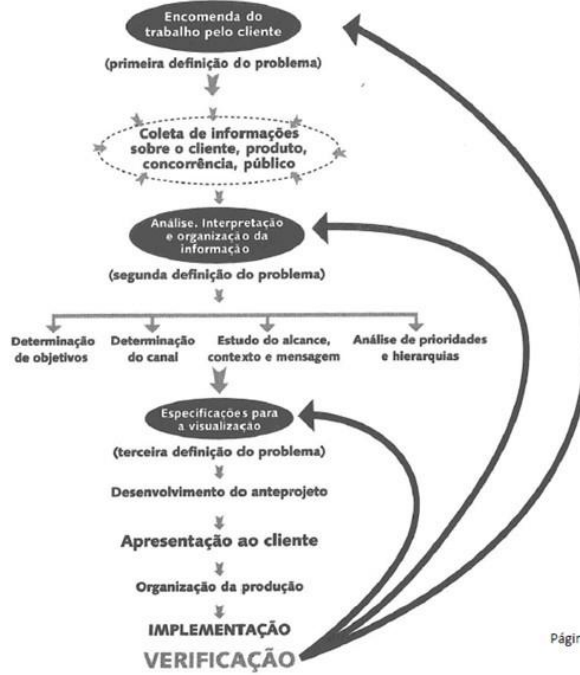 Encomenda do
trabalho pelo cliente
(primeira definição do problema)
Coleta de informações
sobre o cliente, produto,
concorrência, público
Análise. Interpretação
e organização da
informação
(segunda definição do problema)
Determinação
de objetivos
Determinação
do canal
Estudo do alcance,
contexto e mensagem
Análise de prioridades
e hierarquias
Especificações para
a visualização
(terceira definição do problema)
Desenvolvimento do anteprojeto
Apresentação ao cliente
Organização da produção
IMPLEMENTAÇÃO
VERIFICAÇÃO